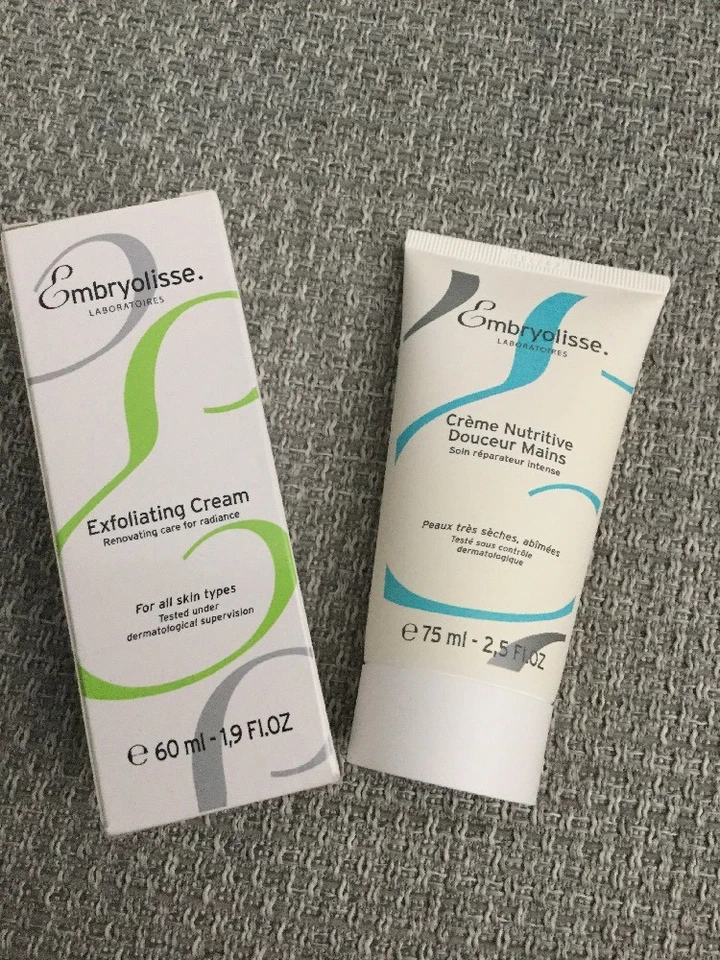 Embryolisse.
LABORATOIRES
Exfoliating Cream
Renovating care for radiance
For all skin types
Tested under
dermatological supervision
℮ 60 ml - 1,9 Fl.OZ
Embryolisse.
LABORATOIRES
Crème Nutritive
Douceur Mains
Soin réparateur intense
Peaux très sèches, abîmées
Testé sous contrôle
dermatologique
℮ 75 ml - 2,5 Fl.OZ